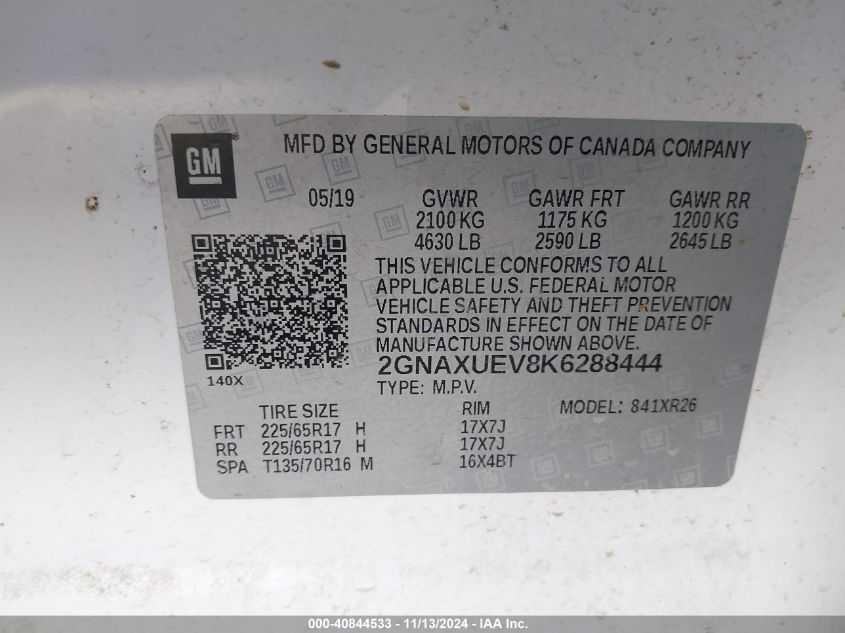 GM
MFD BY GENERAL MOTORS OF CANADA COMPANY
05/19 GVWR GAWR FRT GAWR RR
2100 KG 1175 KG 1200 KG
4630 LB 2590 LB 2645 LB
THIS VEHICLE CONFORMS TO ALL
APPLICABLE U.S. FEDERAL MOTOR
VEHICLE SAFETY AND THEFT PREVENTION
STANDARDS IN EFFECT ON THE DATE OF
MANUFACTURE SHOWN ABOVE.
2GNAXUEV8K6288444
140X
TYPE: M.P.V.
TIRE SIZE RIM MODEL: 841XR26
FRT 225/65R17 H 17X7J
RR 225/65R17 H 17X7J
SPA T135/70R16 M 16X4BT
000-40844533 - 11/13/2024 - IAA Inc.